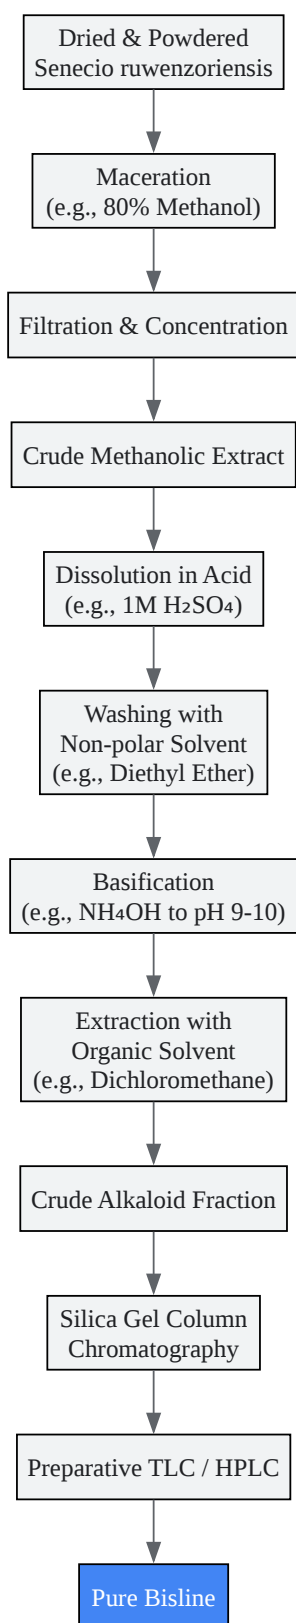 Dried & Powdered
Senecio ruwenzoriensis
Maceration
(e.g., 80% Methanol)
Filtration & Concentration
Crude Methanolic Extract
Dissolution in Acid
(e.g., 1M H₂SO₄)
Washing with
Non-polar Solvent
(e.g., Diethyl Ether)
Basification
(e.g., NH₄OH to pH 9-10)
Extraction with
Organic Solvent
(e.g., Dichloromethane)
Crude Alkaloid Fraction
Silica Gel Column
Chromatography
Preparative TLC / HPLC
Pure Bisline